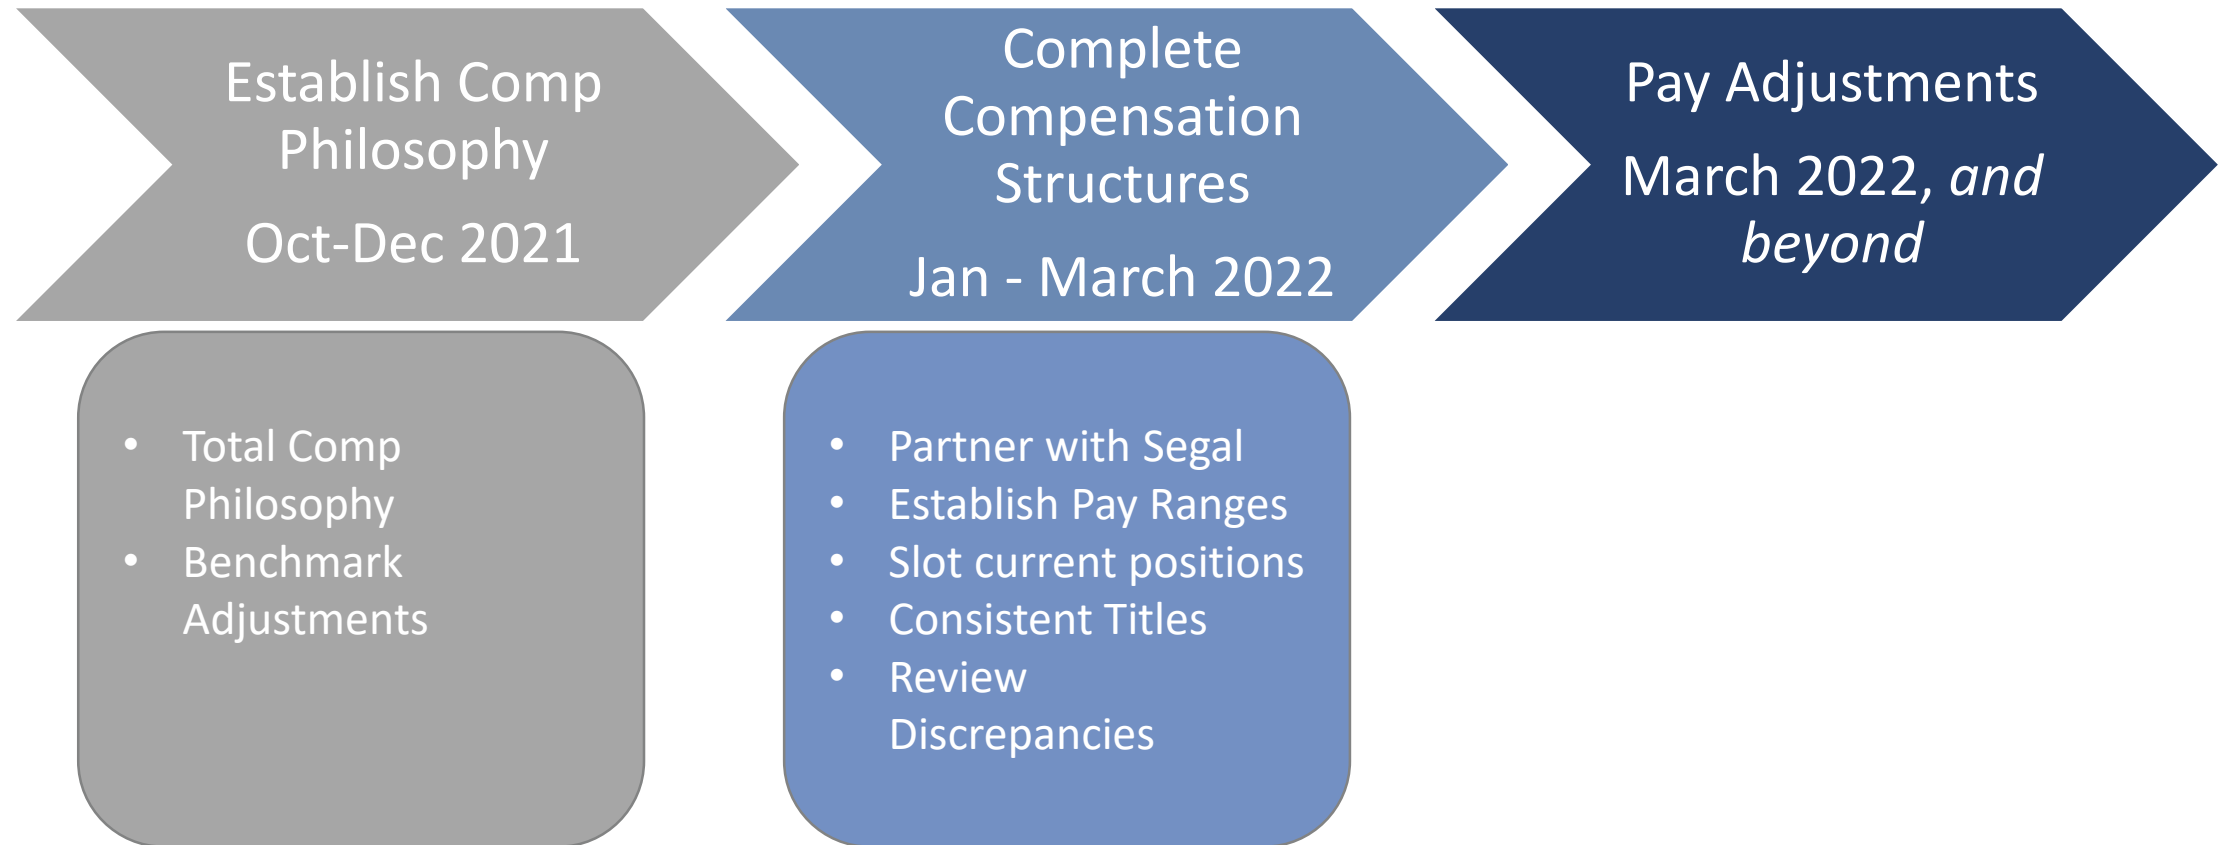 Establish Comp
Philosophy
Oct-Dec 2021
Complete
Compensation
Structures
Jan - March 2022
Pay Adjustments
March 2022, and
beyond
• Total Comp
Philosophy
• Benchmark
Adjustments
• Partner with Segal
• Establish Pay Ranges
• Slot current positions
• Consistent Titles
• Review
Discrepancies